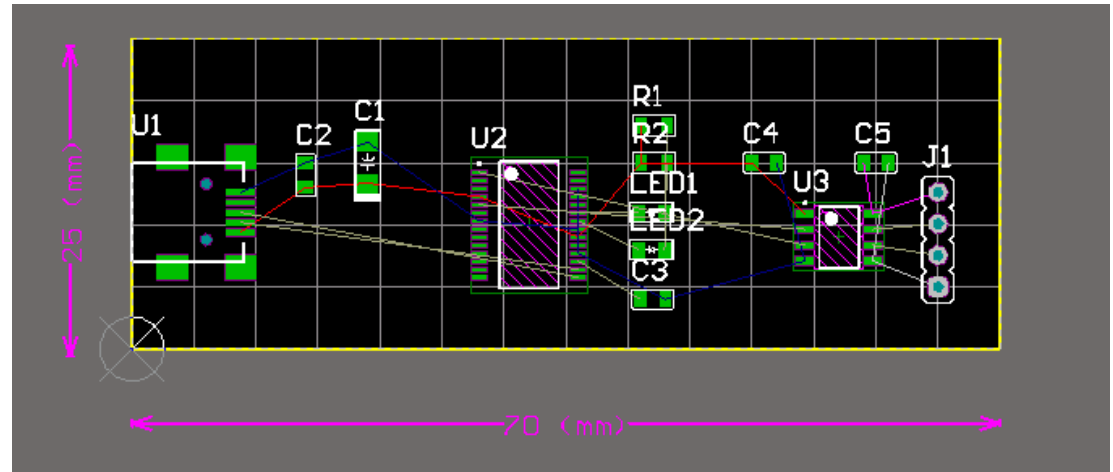 R1
C1
U1
C2
U2
R2
C4
C5
J1
LED1
U3
LED2
C3
25 (mm)
70 (mm)